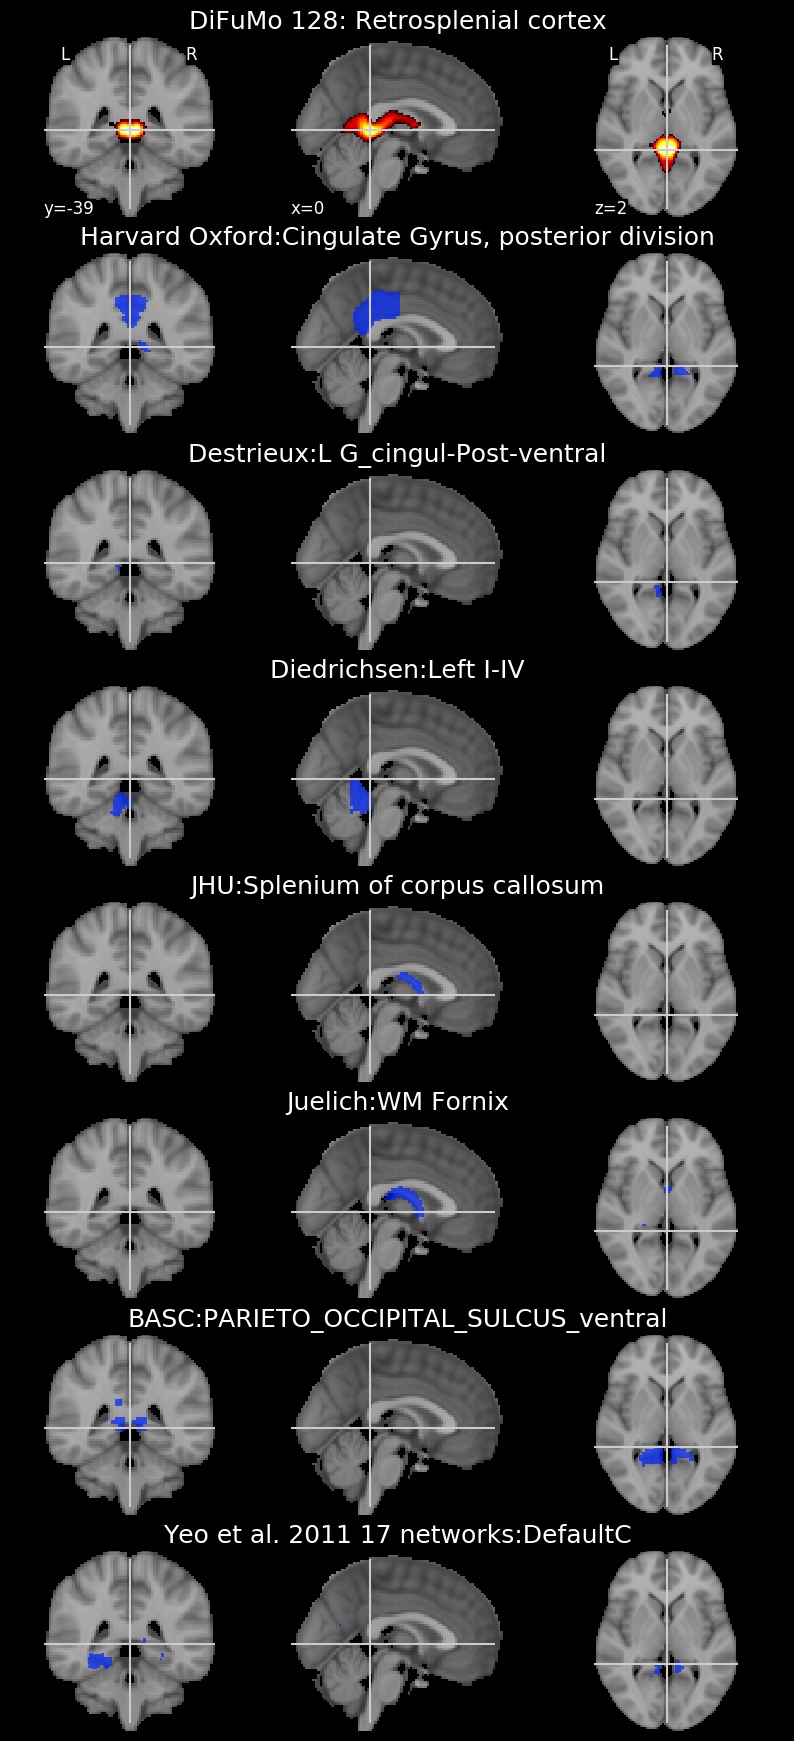 DiFuMo 128: Retrosplenial cortex
L R L R
y=-39 x=0 z=2
Harvard Oxford:Cingulate Gyrus, posterior division
Destrieux:L G_cingul-Post-ventral
Diedrichsen:Left I-IV
JHU:Splenium of corpus callosum
Juelich:WM Fornix
BASC:PARIETO_OCCIPITAL_SULCUS_ventral
Yeo et al. 2011 17 networks:DefaultC